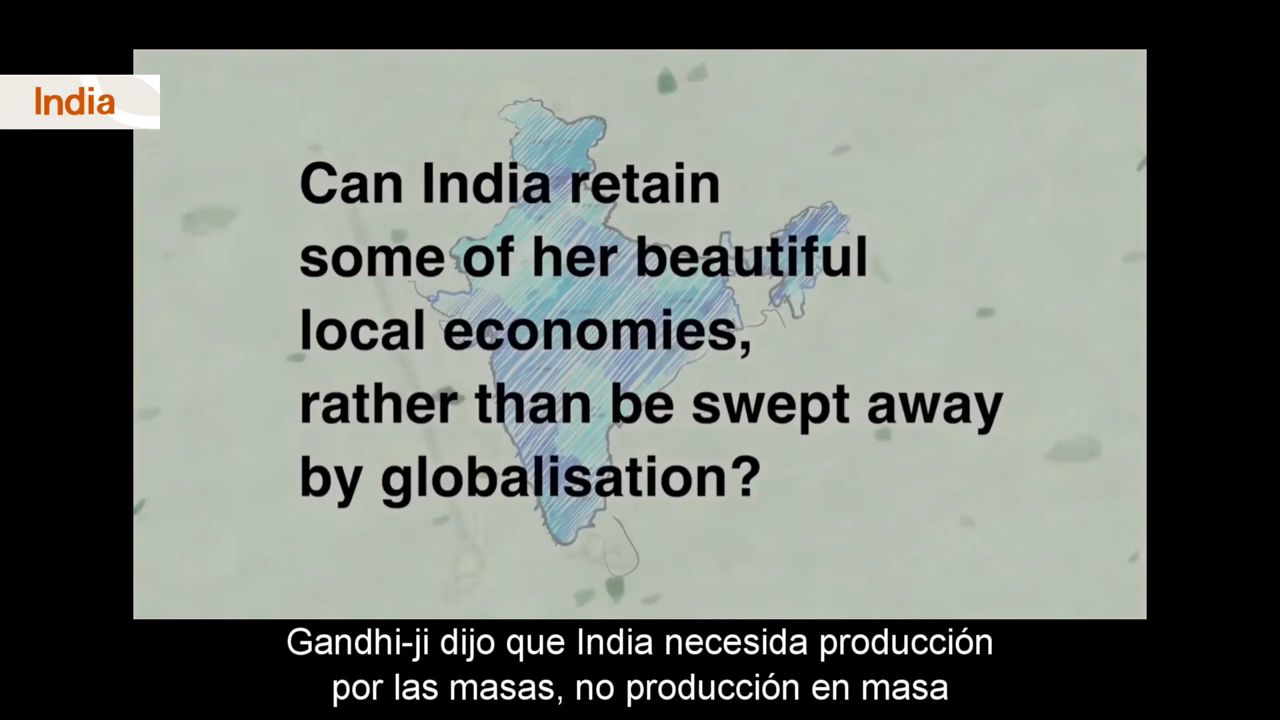 India
Can India retain
some of her beautiful
local economies,
rather than be swept away
by globalisation?
Gandhi-ji dijo que India necesida producción
por las masas, no producción en masa